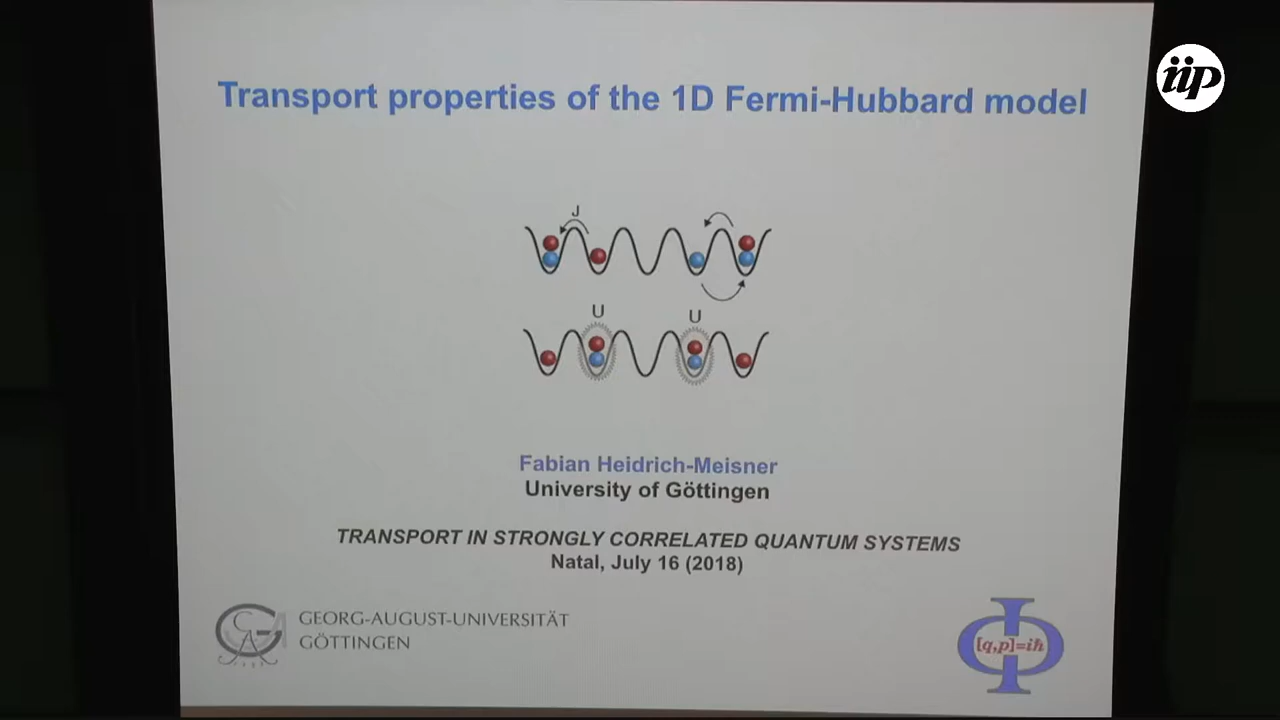 iip
Transport properties of the 1D Fermi-Hubbard model
J
U
U
Fabian Heidrich-Meisner
University of Göttingen
TRANSPORT IN STRONGLY CORRELATED QUANTUM SYSTEMS
Natal, July 16 (2018)
GEORG-AUGUST-UNIVERSITÄT
GÖTTINGEN
[q,p]=iħ